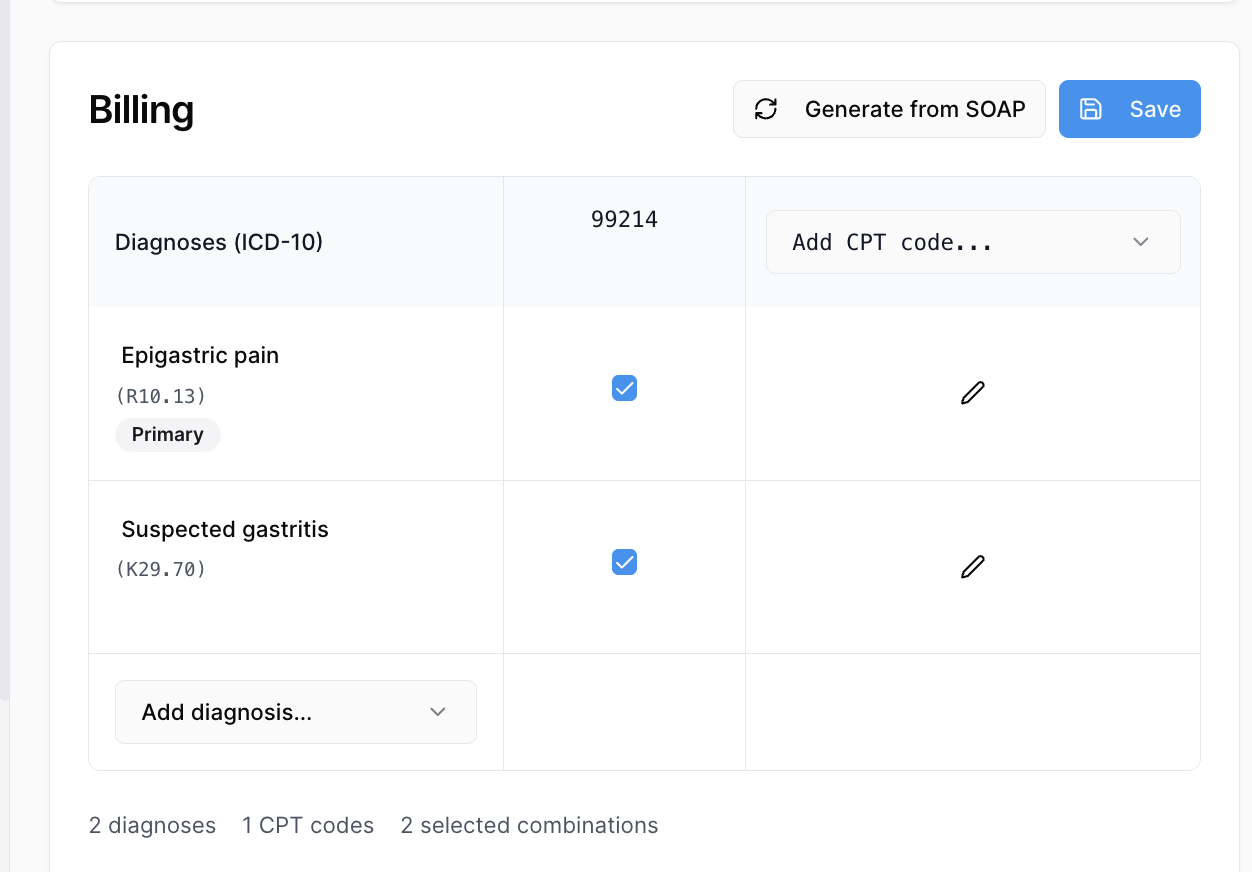 Billing
Generate from SOAP
Save
Diagnoses (ICD-10)
99214
Add CPT code...
Epigastric pain
(R10.13)
Primary
Suspected gastritis
(K29.70)
Add diagnosis...
2 diagnoses 1 CPT codes 2 selected combinations